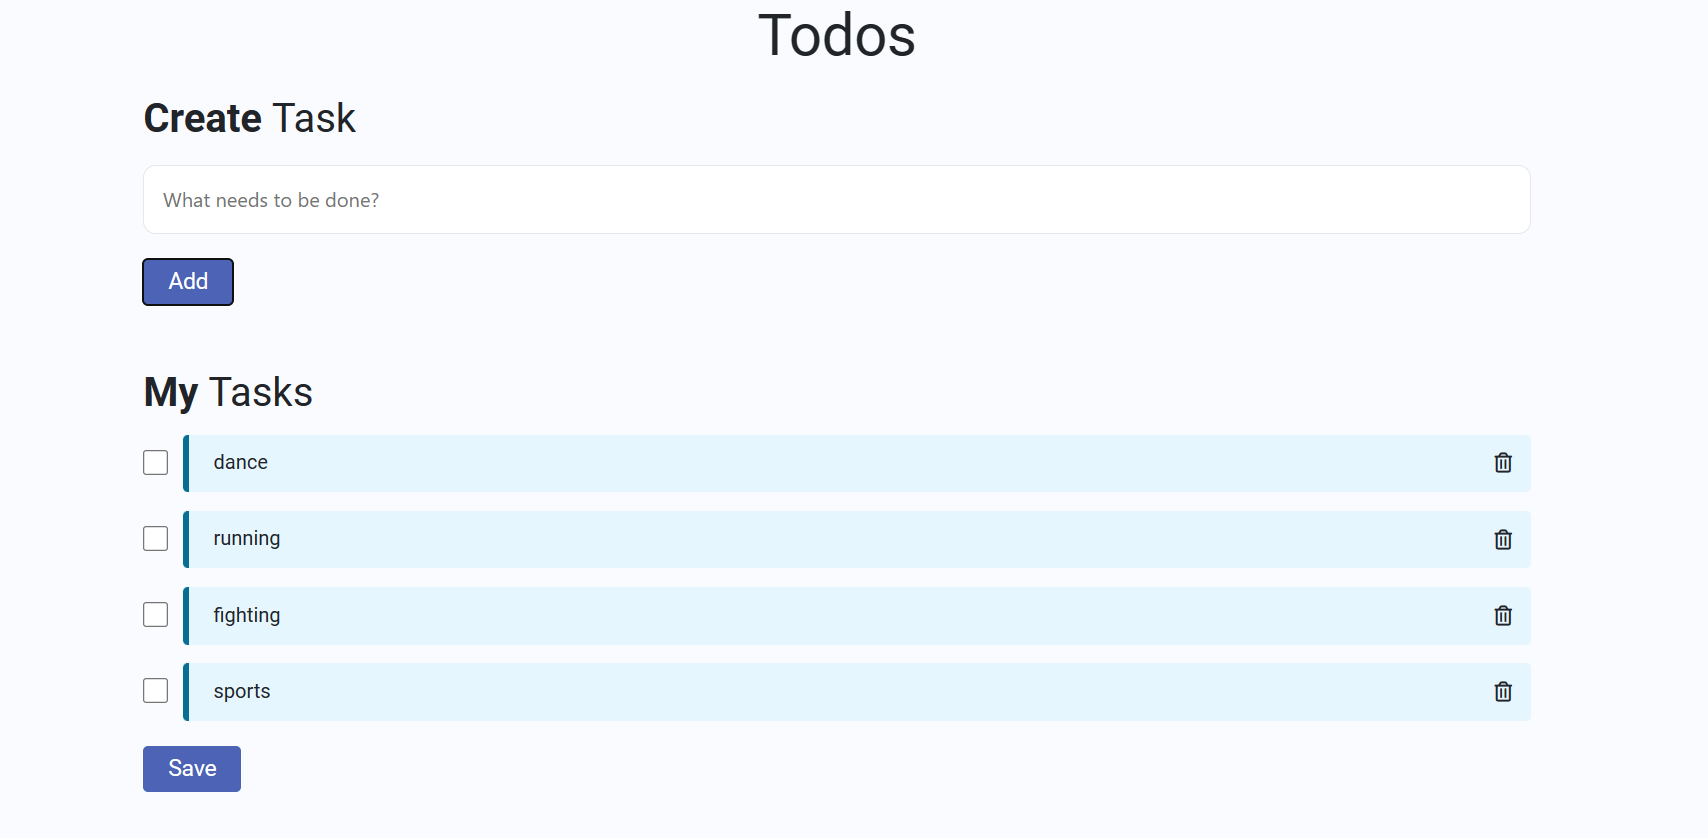 Todos
Create Task
What needs to be done?
Add
My Tasks
dance
running
fighting
sports
Save